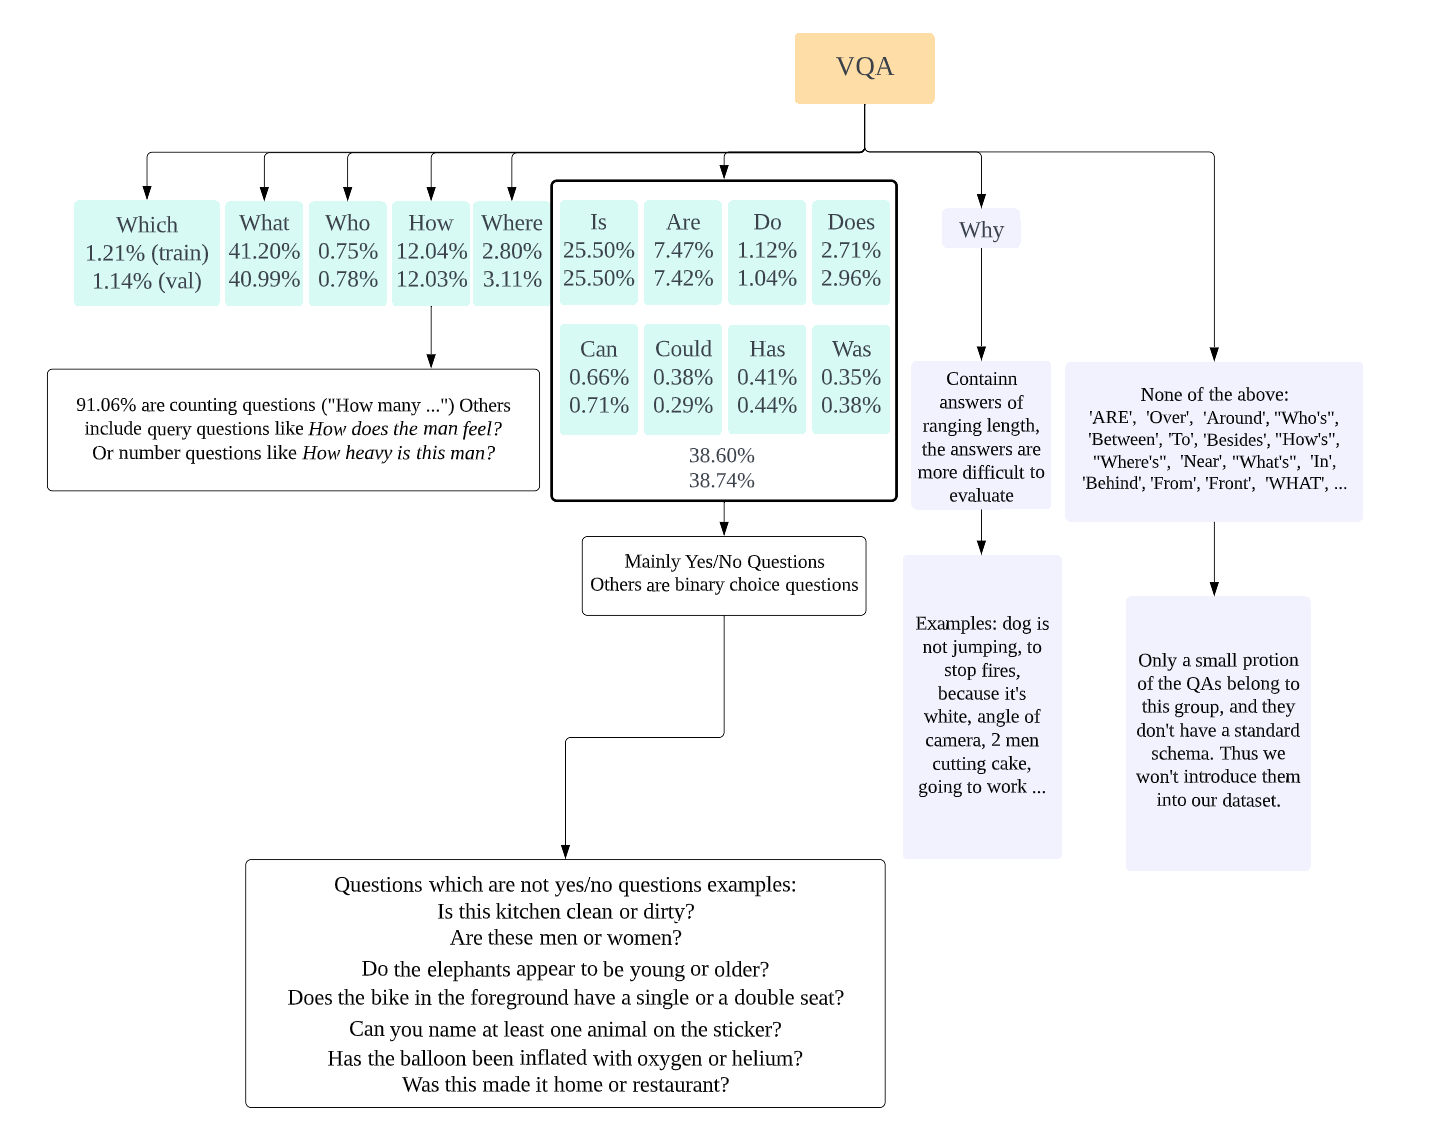 VQA
Which
1.21% (train)
1.14% (val)
What
41.20%
40.99%
Who
0.75%
0.78%
How
12.04%
12.03%
Where
2.80%
3.11%
Is
25.50%
25.50%
Are
7.47%
7.42%
Do
1.12%
1.04%
Does
2.71%
2.96%
Can
0.66%
0.71%
Could
0.38%
0.29%
Has
0.41%
0.44%
Was
0.35%
0.38%
38.60%
38.74%
Why
91.06% are counting questions ("How many ...") Others
include query questions like How does the man feel?
Or number questions like How heavy is this man?
Mainly Yes/No Questions
Others are binary choice questions
Containn
answers of
ranging length,
the answers are
more difficult to
evaluate
None of the above:
'ARE', 'Over', 'Around', "Who's",
'Between', 'To', 'Besides', "How's",
"Where's", 'Near', "What's", 'In',
'Behind', 'From', 'Front', 'WHAT', ...
Examples: dog is
not jumping, to
stop fires,
because it's
white, angle of
camera, 2 men
cutting cake,
going to work ...
Only a small protion
of the QAs belong to
this group, and they
don't have a standard
schema. Thus we
won't introduce them
into our dataset.
Questions which are not yes/no questions examples:
Is this kitchen clean or dirty?
Are these men or women?
Do the elephants appear to be young or older?
Does the bike in the foreground have a single or a double seat?
Can you name at least one animal on the sticker?
Has the balloon been inflated with oxygen or helium?
Was this made it home or restaurant?